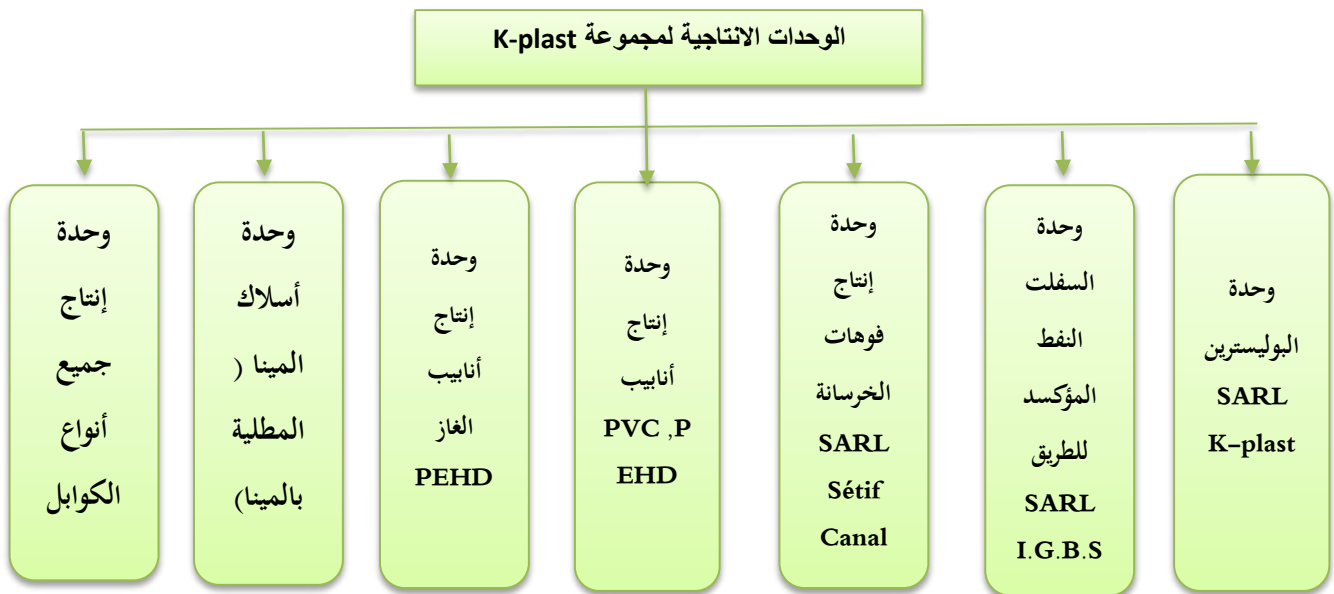 الوحدات الانتاجية لمجموعة K-plast
وحدة
البوليسترين
SARL
K-plast
وحدة
السفلت
النفط
المؤكسد
للطريق
SARL
I.G.B.S
وحدة
إنتاج
فوهات
الخرسانة
SARL
Sétif
Canal
وحدة
إنتاج
أنابيب
PVC ,P
EHD
وحدة
إنتاج
أنابيب
الغاز
PEHD
وحدة
أسلاك
المينا (
المطلية
بالمينا)
وحدة
إنتاج
جميع
أنواع
الكوابل